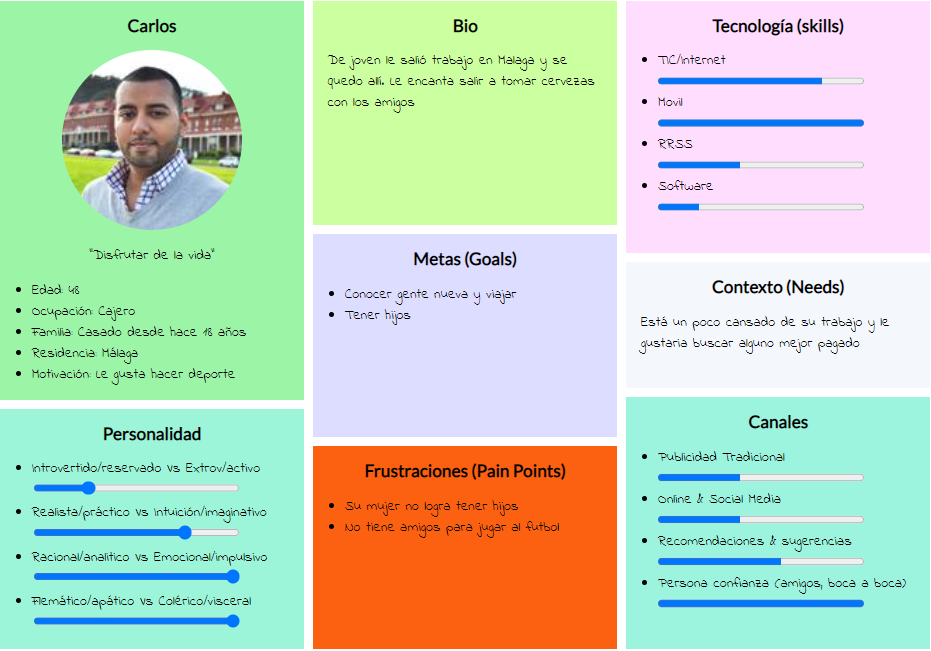 Carlos
"Disfrutar de la vida"
Edad: 48
Ocupación: Cajero
Familia: Casado desde hace 18 años
Residencia: Málaga
Motivación: Le gusta hacer deporte
Personalidad
Introvertido/reservado Vs Extrov/activo
Realista/práctico Vs Intuición/imaginativo
Racional/analítico Vs Emocional/impulsivo
Flemático/apático Vs Colérico/visceral
Bio
De joven le salió trabajo en Malaga y se
quedo allí. Le encanta salir a tomar cervezas
con los amigos
Metas (Goals)
Conocer gente nueva y viajar
Tener hijos
Frustraciones (Pain Points)
Su mujer no logra tener hijos
No tiene amigos para jugar al futbol
Tecnología (skills)
TIC/Internet
Movil
RRSS
Software
Contexto (Needs)
Está un poco cansado de su trabajo y le
gustaria buscar alguno mejor pagado
Canales
Publicidad Tradicional
Online & Social Media
Recomendaciones & sugerencias
Persona confianza (amigos, boca a boca)